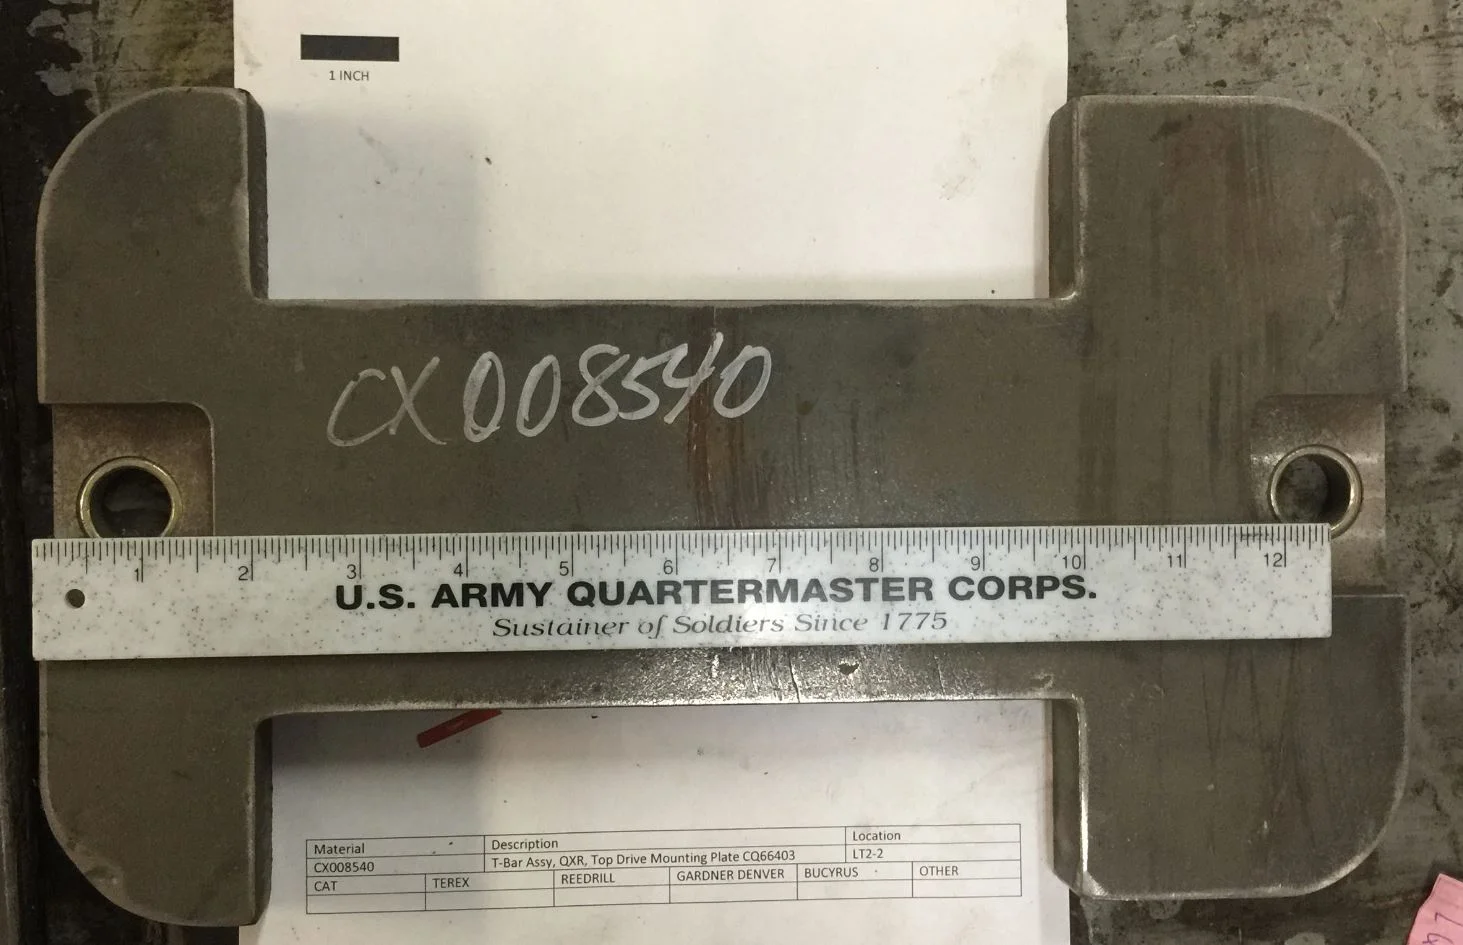 1 INCH
CX008540
1 2 3 4 5 6 7 8 9 10 11 12
U.S. ARMY QUARTERMASTER CORPS.
Sustainer of Soldiers Since 1775
Material Description Location
CX008540 T-Bar Assy, QXR, Top Drive Mounting Plate CQ66403 LT2-2
CAT TEREX REEDRILL GARDNER DENVER BUCYRUS OTHER